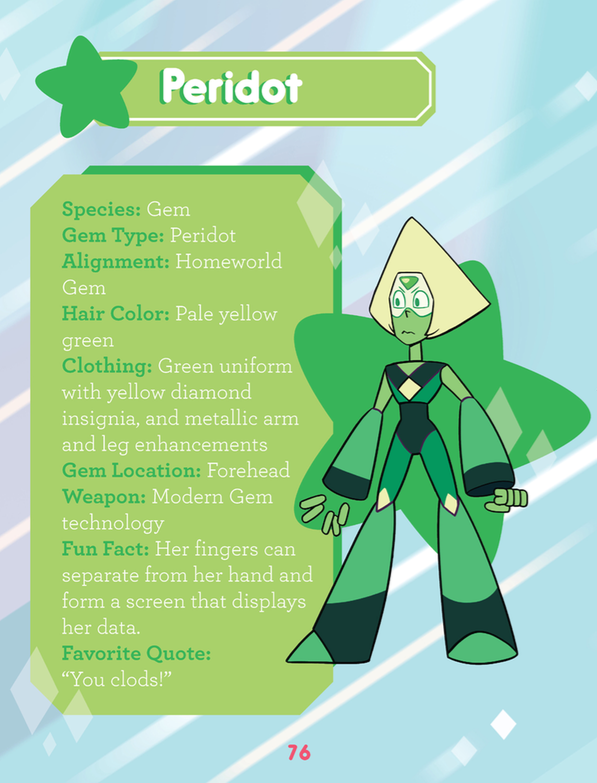 Peridot
Species: Gem
Gem Type: Peridot
Alignment: Homeworld
Gem
Hair Color: Pale yellow
green
Clothing: Green uniform
with yellow diamond
insignia, and metallic arm
and leg enhancements
Gem Location: Forehead
Weapon: Modern Gem
technology
Fun Fact: Her fingers can
separate from her hand and
form a screen that displays
her data.
Favorite Quote:
“You clods!”
76